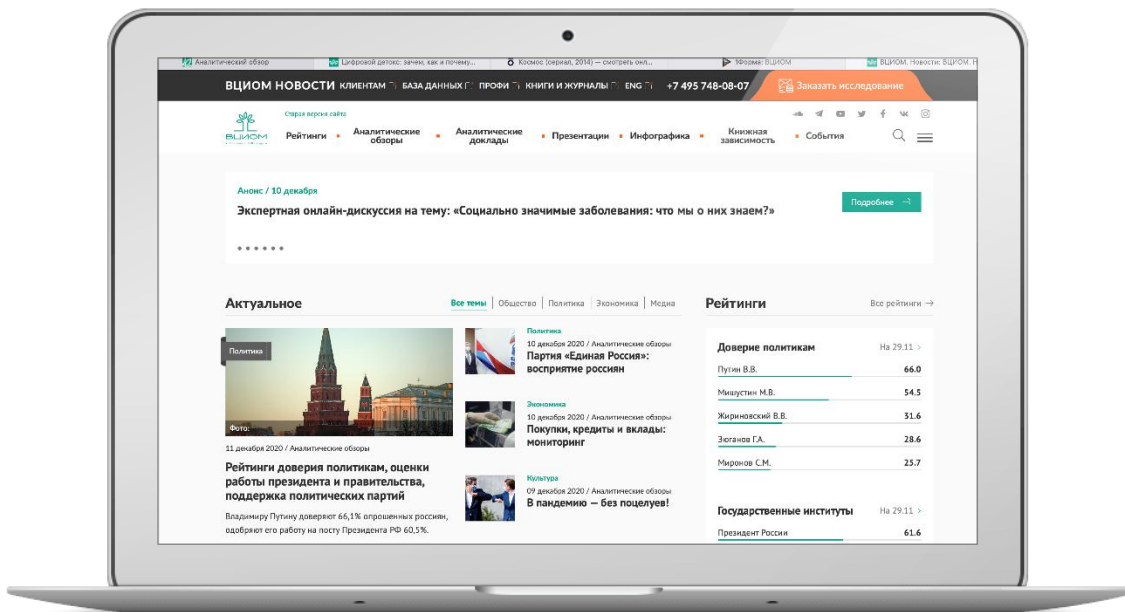 Аналитический обзор
Цифровой детокс: зачем, как и почему...
Космос (сериал, 2014) — смотреть онл...
ВЦИОМ. Новости: ВЦИОМ. Н
ВЦИОМ НОВОСТИ КЛИЕНТАМ БАЗА ДАННЫХ ПРОФИ КНИГИ И ЖУРНАЛЫ ENG +7 495 748-08-07 Заказать исследование
Старая версия сайта
ВЦИОМ
Рейтинги Аналитические обзоры Аналитические доклады Презентации Инфографика Книжная зависимость События
Анонс / 10 декабря
Экспертная онлайн-дискуссия на тему: «Социально значимые заболевания: что мы о них знаем?»
Подробнее
Актуальное
Все темы | Общество | Политика | Экономика | Медиа
Политика
Фото:
11 декабря 2020 / Аналитические обзоры
Рейтинги доверия политикам, оценки
работы президента и правительства,
поддержка политических партий
Владимиру Путину доверяют 66,1% опрошенных россиян,
одобряют его работу на посту Президента РФ 60,5%.
Политика
10 декабря 2020 / Аналитические обзоры
Партия «Единая Россия»:
восприятие россиян
Экономика
10 декабря 2020 / Аналитические обзоры
Покупки, кредиты и вклады:
мониторинг
Культура
09 декабря 2020 / Аналитические обзоры
В пандемию — без поцелуев!
Рейтинги
Все рейтинги →
Доверие политикам На 29.11 >
Путин В.В. 66.0
Мишустин М.В. 54.5
Жириновский В.В. 31.6
Зюганов Г.А. 28.6
Миронов С.М. 25.7
Государственные институты На 29.11 >
Президент России 61.6